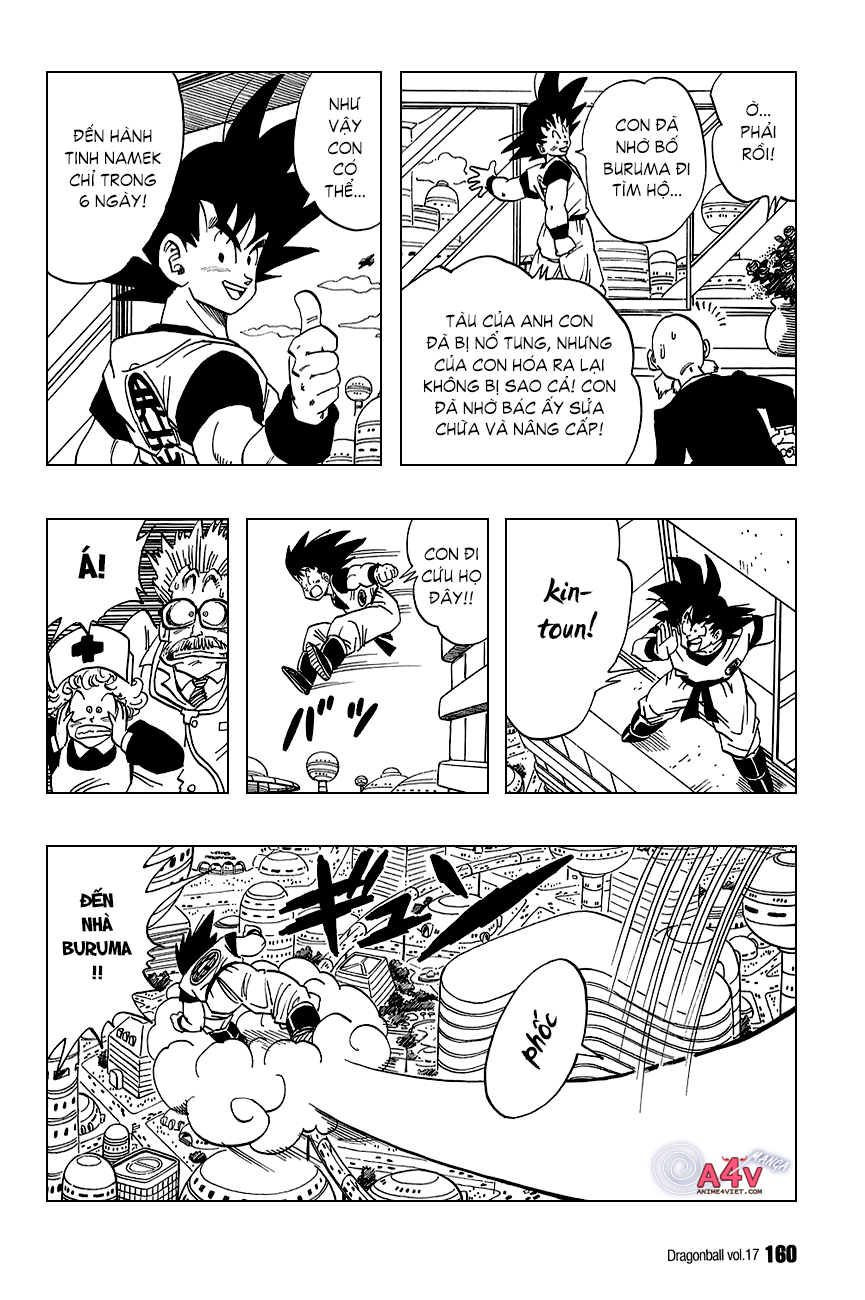 Ờ...
PHẢI
RỒI!
CON ĐÃ
NHỜ BỐ
BURUMA ĐI
TÌM HỘ...
TÀU CỦA ANH CON
ĐÃ BỊ NỔ TUNG, NHƯNG
CỦA CON HÓA RA LẠI
KHÔNG BỊ SAO CẢ! CON
ĐÃ NHỜ BÁC ẤY SỬA
CHỮA VÀ NÂNG CẤP!
NHƯ
VẬY
CON
CÓ
THỂ...
ĐẾN HÀNH
TINH NAMEK
CHỈ TRONG
6 NGÀY!
kin-
toun!
CON ĐI
CỨU HỌ
ĐÂY!!
バッ
Á!
ギュン
phốc
ĐẾN
NHÀ
BURUMA
!!
A4V
MANGA
ANIME4VIET.COM
Dragonball vol.17 160